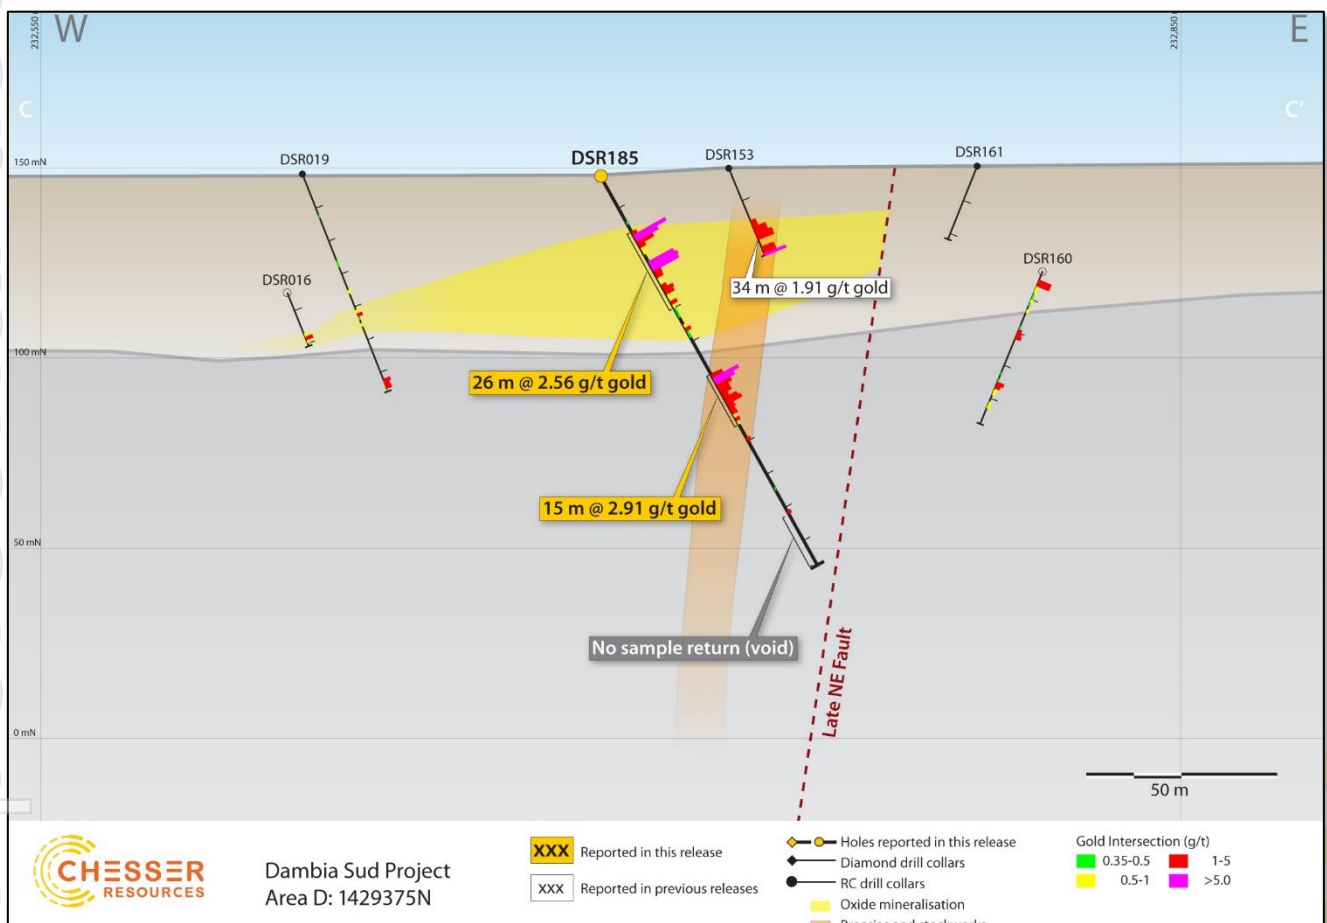 232,550
W
232,850
E
C
C'
DSR019
DSR185
DSR153
DSR161
150 mN
DSR016
DSR160
34 m @ 1.91 g/t gold
100 mN
26 m @ 2.56 g/t gold
15 m @ 2.91 g/t gold
50 mN
No sample return (void)
Late NE Fault
0 mN
50 m
CHESSER
RESOURCES
Dambia Sud Project
Area D: 1429375N
XXX Reported in this release
XXX Reported in previous releases
Holes reported in this release
Diamond drill collars
RC drill collars
Oxide mineralisation
Gold Intersection (g/t)
0.35-0.5 1-5
0.5-1 >5.0